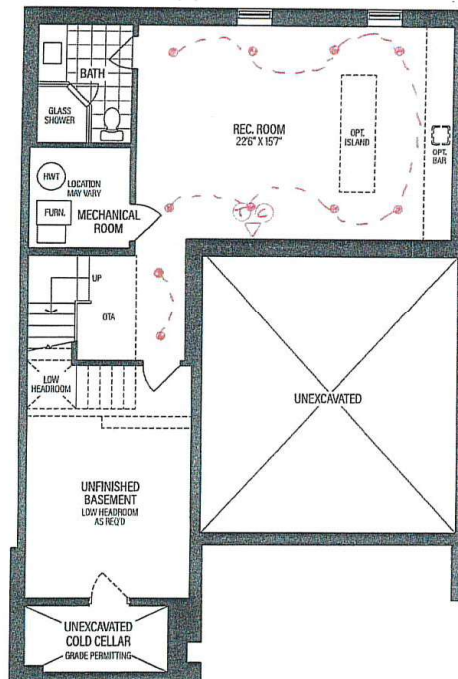 BATH
GLASS
SHOWER
REC. ROOM
22'6" X 15'7"
OPT.
ISLAND
OPT.
BAR
HWT
LOCATION
MAY VARY
FURN.
MECHANICAL
ROOM
T C
UP
OTA
LOW
HEADROOM
UNEXCAVATED
UNFINISHED
BASEMENT
LOW HEADROOM
AS REQ'D
UNEXCAVATED
COLD CELLAR
GRADE PERMITTING